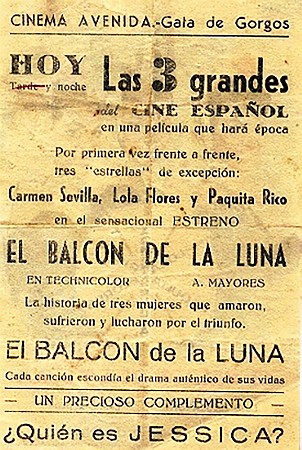 CINEMA AVENIDA.-Gata de Gorgos
HOY Las 3 grandes
Tarde y noche
del CINE ESPAÑOL
en una película que hará época
Por primera vez frente a frente,
tres "estrellas" de excepción:
Carmen Sevilla, Lola Flores y Paquita Rico
en el sensacional ESTRENO
EL BALCON DE LA LUNA
EN TECHNICOLOR A. MAYORES
La historia de tres mujeres que amaron,
sufrieron y lucharon por el triunfo.
El BALCON de la LUNA
Cada canción escondía el drama auténtico de sus vidas
UN PRECIOSO COMPLEMENTO
¿Quién es JESSICA?